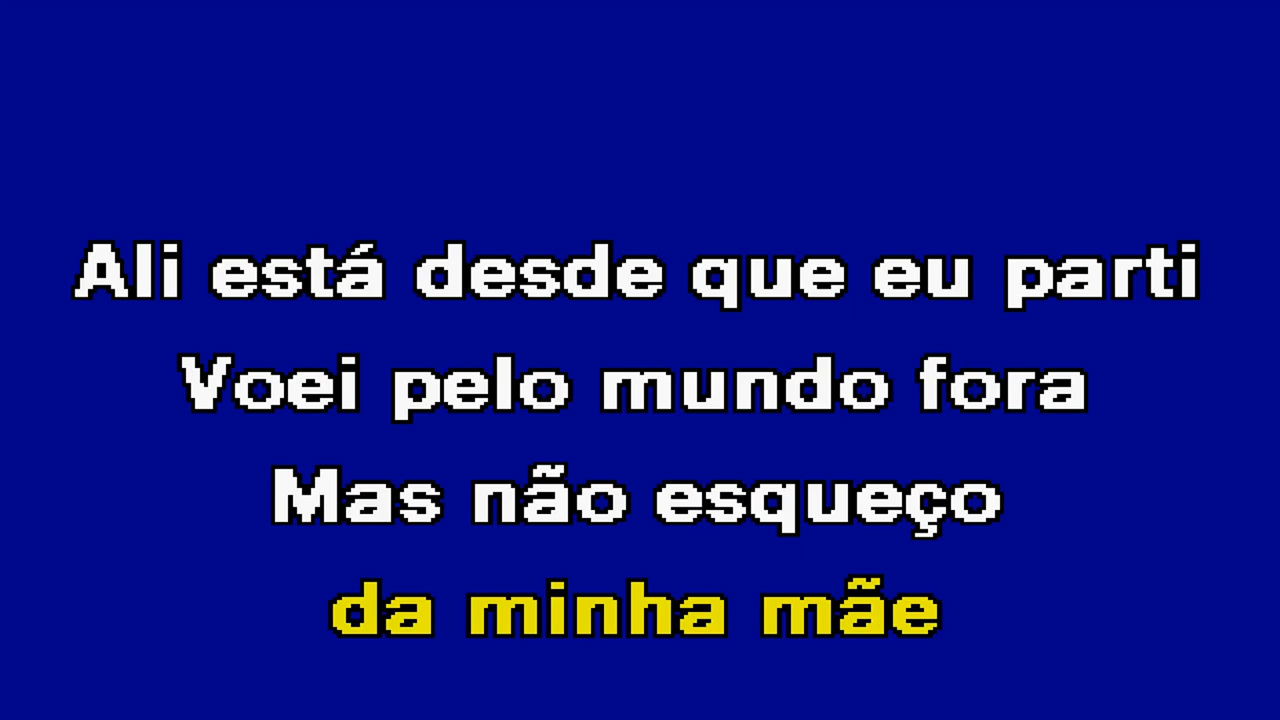 Ali está desde que eu parti
Voei pelo mundo fora
Mas não esqueço
da minha mãe